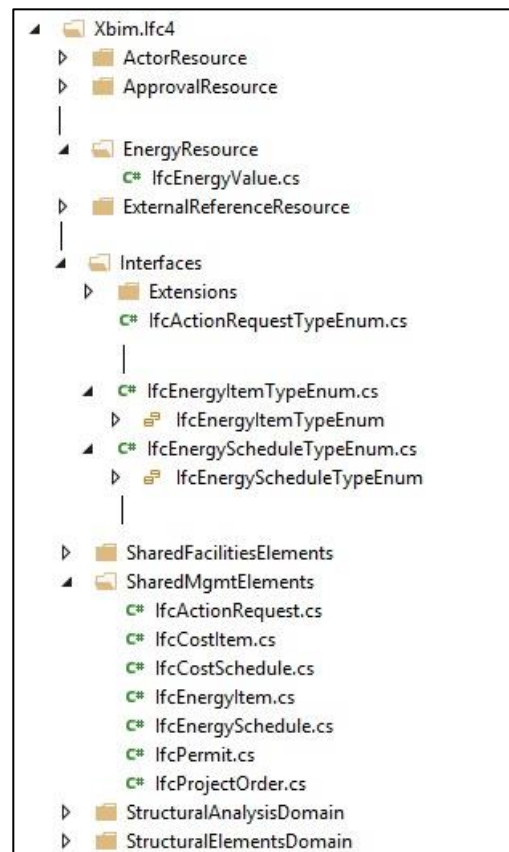 Xbim.Ifc4
ActorResource
ApprovalResource
EnergyResource
C# IfcEnergyValue.cs
ExternalReferenceResource
Interfaces
Extensions
C# IfcActionRequestTypeEnum.cs
C# IfcEnergyItemTypeEnum.cs
IfcEnergyItemTypeEnum
C# IfcEnergyScheduleTypeEnum.cs
IfcEnergyScheduleTypeEnum
SharedFacilitiesElements
SharedMgmtElements
C# IfcActionRequest.cs
C# IfcCostItem.cs
C# IfcCostSchedule.cs
C# IfcEnergyItem.cs
C# IfcEnergySchedule.cs
C# IfcPermit.cs
C# IfcProjectOrder.cs
StructuralAnalysisDomain
StructuralElementsDomain